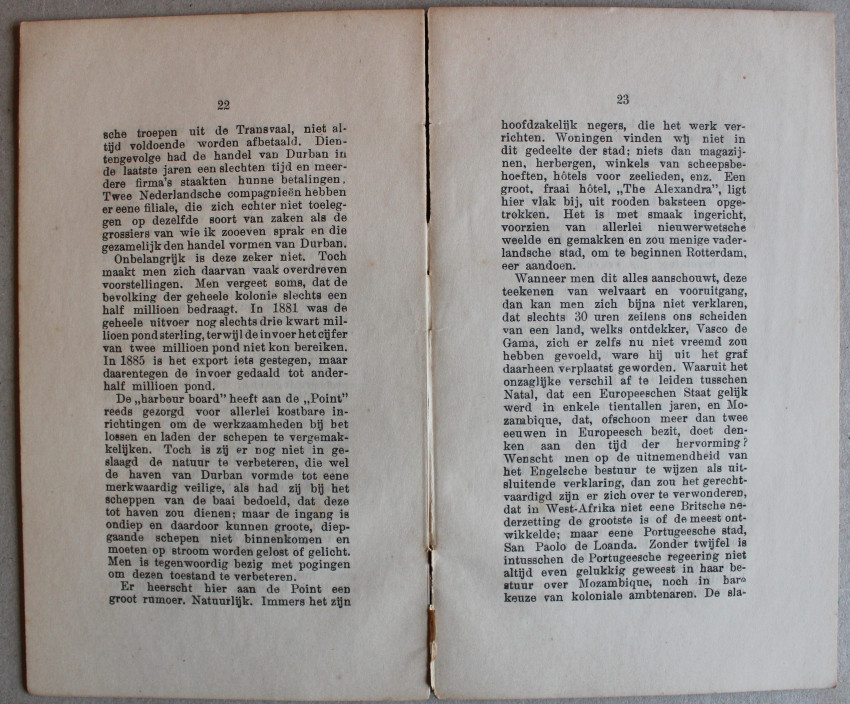 22
sche troepen uit de Transvaal, niet al-
tijd voldoende worden afbetaald. Dien-
tengevolge had de handel van Durban in
de laatste jaren een slechten tijd en meer-
dere firma's staakten hunne betalingen.
Twee Nederlandsche compagnieën hebben
er eene filiale, die zich echter niet toeleg-
gen op dezelfde soort van zaken als de
grossiers van wie ik zooeven sprak en die
gezamelijk den handel vormen van Durban.
Onbelangrijk is deze zeker niet. Toch
maakt men zich daarvan vaak overdreven
voorstellingen. Men vergeet soms, dat de
bevolking der geheele kolonie slechts een
half millioen bedraagt. In 1881 was de
geheele uitvoer nog slechts drie kwart mil-
lioen pond sterling, terwijl de invoer het cijfer
van twee millioen pond niet kon bereiken.
In 1885 is het export iets gestegen, maar
daarentegen de invoer gedaald tot ander-
half millioen pond.
De „harbour board” heeft aan de „Point”
reeds gezorgd voor allerlei kostbare in-
richtingen om de werkzaamheden bij het
lossen en laden der schepen te vergemak-
kelijken. Toch is zij er nog niet in ge-
slaagd de natuur te verbeteren, die wel
de haven van Durban vormde tot eene
merkwaardig veilige, als had zij bij het
scheppen van de baai bedoeld, dat deze
tot haven zou dienen; maar de ingang is
ondiep en daardoor kunnen groote, diep-
gaande schepen niet binnenkomen en
moeten op stroom worden gelost of gelicht.
Men is tegenwoordig bezig met pogingen
om dezen toestand te verbeteren.
Er heerscht hier aan de Point een
groot rumoer. Natuurlijk. Immers het zijn
23
hoofdzakelijk negers, die het werk ver-
richten. Woningen vinden wij niet in
dit gedeelte der stad; niets dan magazij-
nen, herbergen, winkels van scheepsbe-
hoeften, hôtels voor zeelieden, enz. Een
groot, fraai hôtel, „The Alexandra”, ligt
hier vlak bij, uit rooden baksteen opge-
trokken. Het is met smaak ingericht,
voorzien van allerlei nieuwerwetsche
weelde en gemakken en zou menige vader-
landsche stad, om te beginnen Rotterdam,
eer aandoen.
Wanneer men dit alles aanschouwt, deze
teekenen van welvaart en vooruitgang,
dan kan men zich bijna niet verklaren,
dat slechts 30 uren zeilens ons scheiden
van een land, welks ontdekker, Vasco de
Gama, zich er zelfs nu niet vreemd zou
hebben gevoeld, ware hij uit het graf
daarheen verplaatst geworden. Waaruit het
onzaglijke verschil af te leiden tusschen
Natal, dat een Europeeschen Staat gelijk
werd in enkele tientallen jaren, en Mo-
zambique, dat, ofschoon meer dan twee
eeuwen in Europeesch bezit, doet den-
ken aan den tijd der hervorming?
Wenscht men op de uitnemendheid van
het Engelsche bestuur te wijzen als uit-
sluitende verklaring, dan zou het gerecht-
vaardigd zijn er zich over te verwonderen,
dat in West-Afrika niet eene Britsche ne-
derzetting de grootste is of de meest ont-
wikkelde; maar eene Portugeesche stad,
San Paolo de Loanda. Zonder twijfel is
intusschen de Portugeesche regeering niet
altijd even gelukkig geweest in haar be-
stuur over Mozambique, noch in hare
keuze van koloniale ambtenaren. De sla-